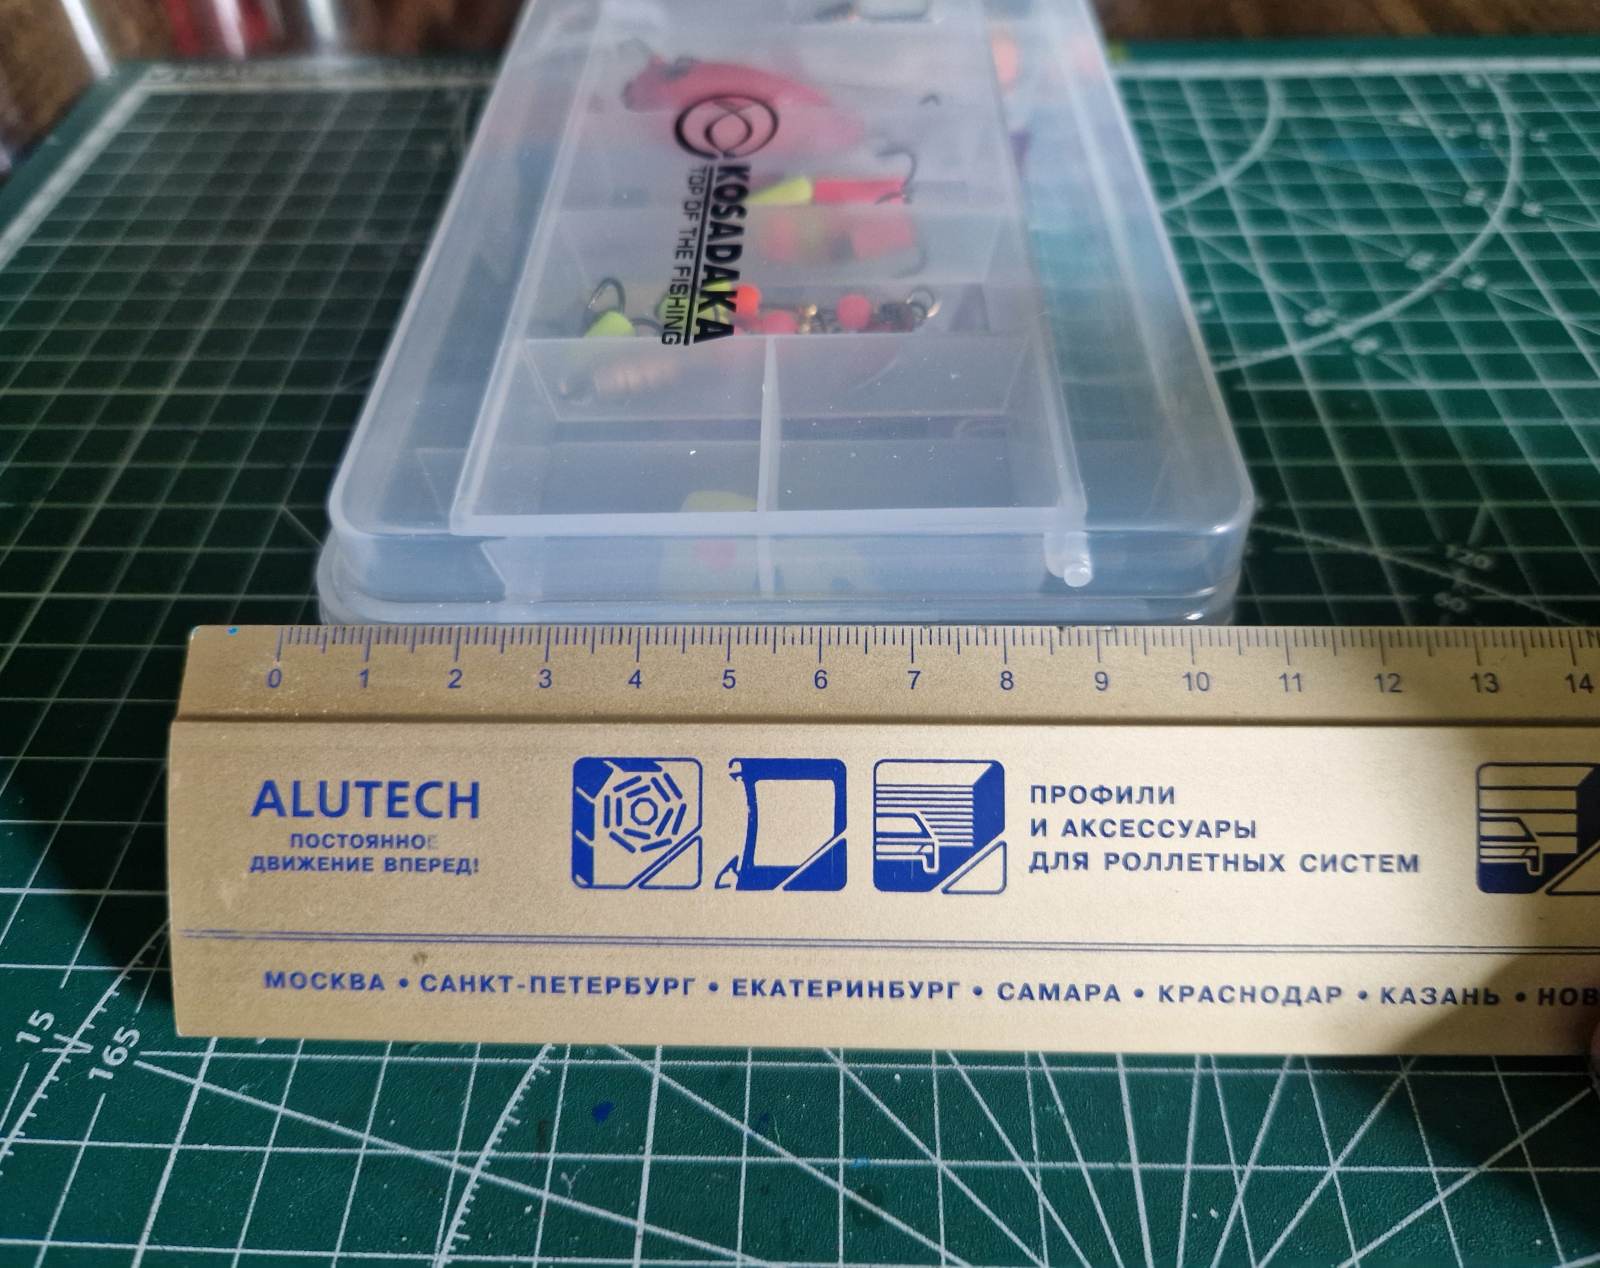 KOSADAKA
TOP OF THE FISHING
0 1 2 3 4 5 6 7 8 9 10 11 12 13 14
ALUTECH
ПОСТОЯННОЕ
ДВИЖЕНИЕ ВПЕРЕД!
ПРОФИЛИ
И АКСЕССУАРЫ
ДЛЯ РОЛЛЕТНЫХ СИСТЕМ
МОСКВА • САНКТ-ПЕТЕРБУРГ • ЕКАТЕРИНБУРГ • САМАРА • КРАСНОДАР • КАЗАНЬ • НОВ
15
165